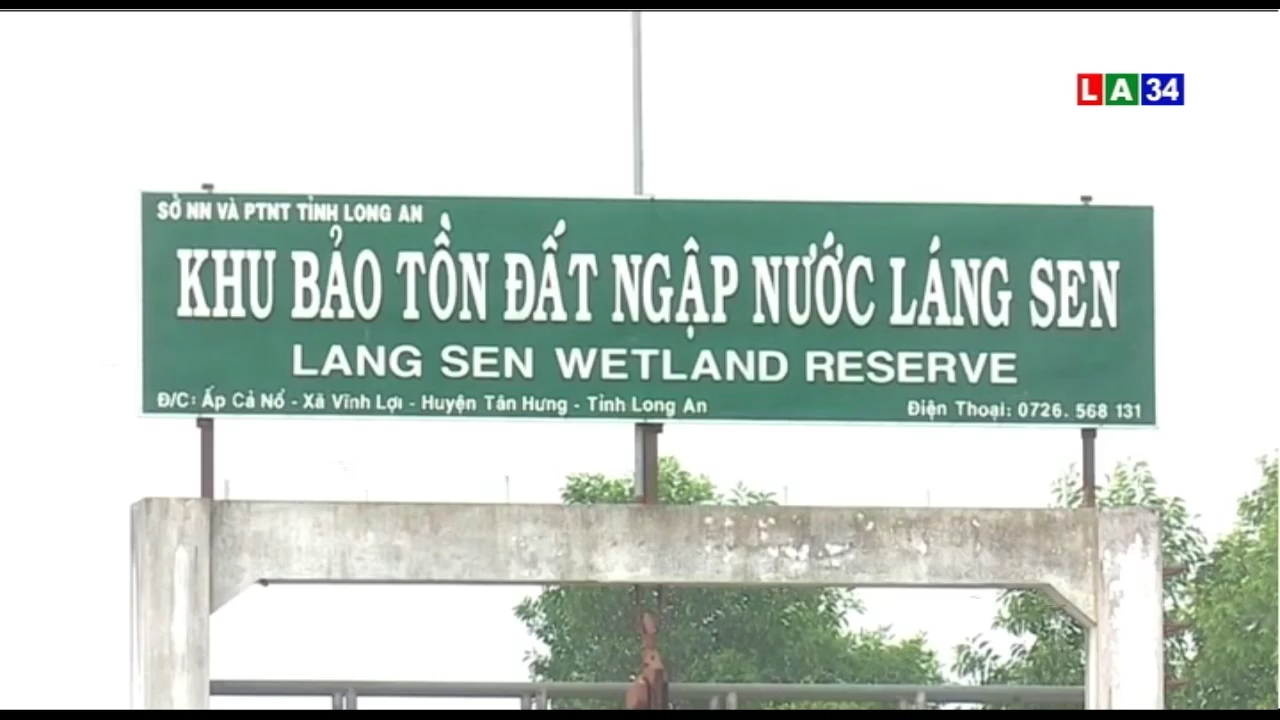 LA34
SỞ NN VÀ PTNT TỈNH LONG AN
KHU BẢO TỒN ĐẤT NGẬP NƯỚC LÁNG SEN
LANG SEN WETLAND RESERVE
Đ/C: Ấp Cả Nổ - Xã Vĩnh Lợi - Huyện Tân Hưng - Tỉnh Long An
Điện Thoại: 0726. 568 131